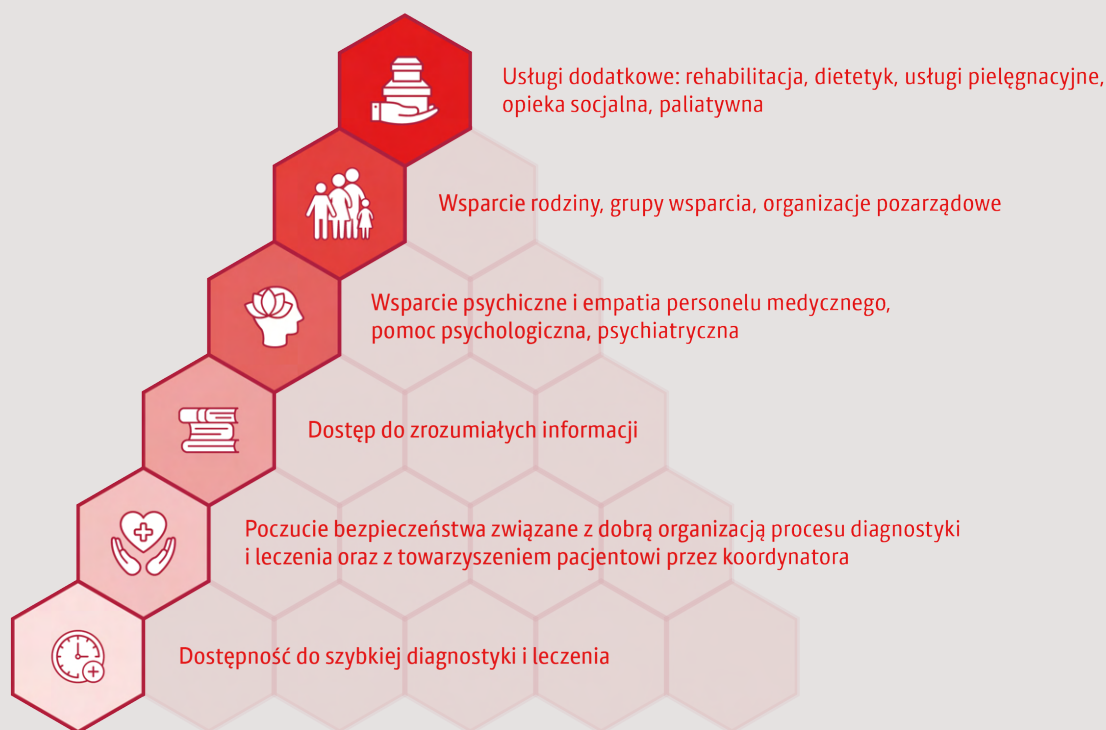 Usługi dodatkowe: rehabilitacja, dietetyk, usługi pielęgnacyjne,
opieka socjalna, paliatywna
Wsparcie rodziny, grupy wsparcia, organizacje pozarządowe
Wsparcie psychiczne i empatia personelu medycznego,
pomoc psychologiczna, psychiatryczna
Dostęp do zrozumiałych informacji
Poczucie bezpieczeństwa związane z dobrą organizacją procesu diagnostyki
i leczenia oraz z towarzyszeniem pacjentowi przez koordynatora
Dostępność do szybkiej diagnostyki i leczenia